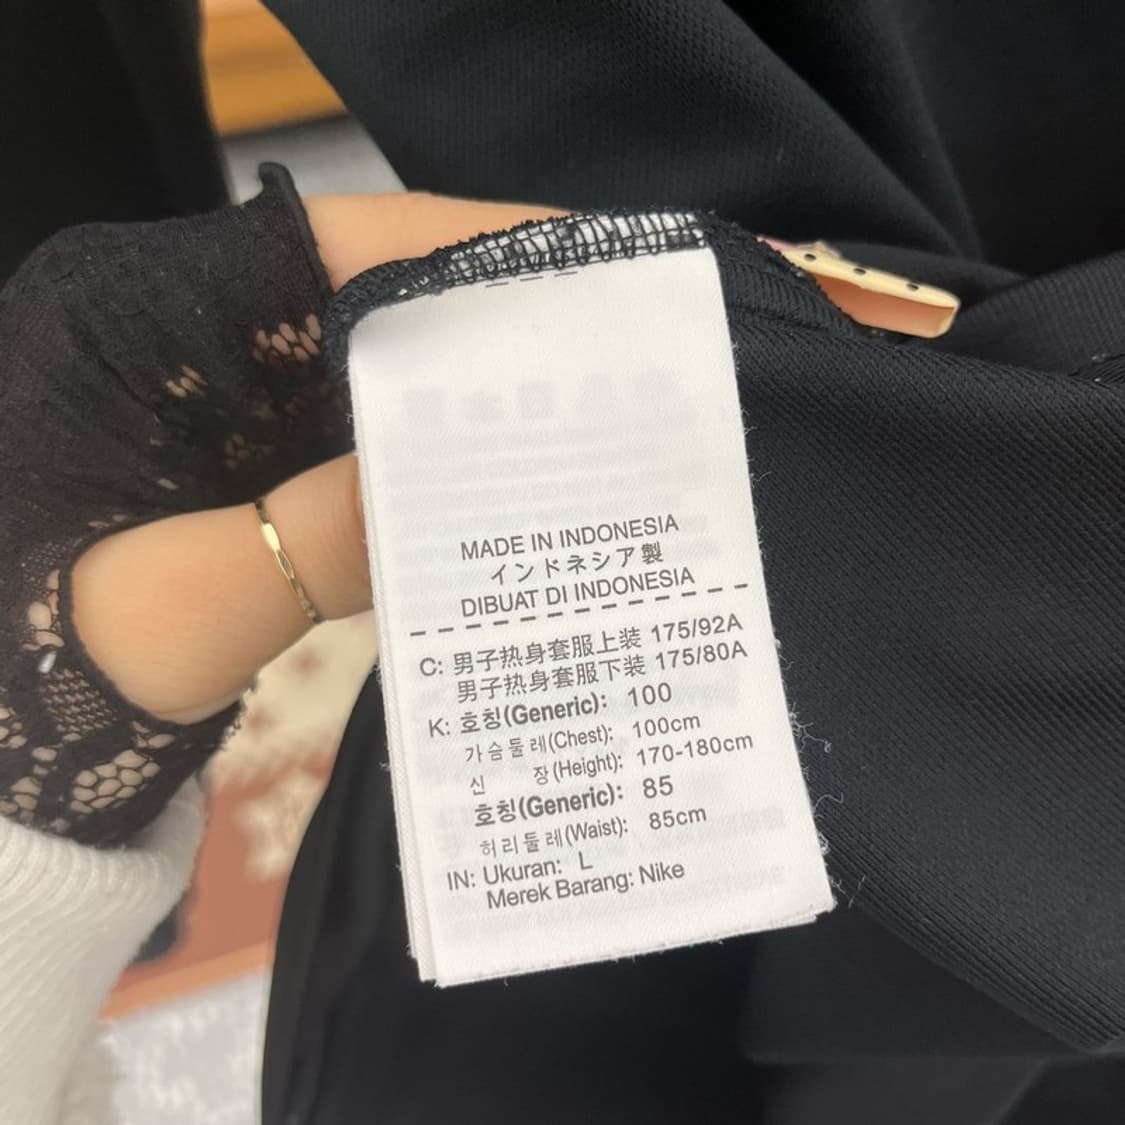 MADE IN INDONESIA
インドネシア製
DIBUAT DI INDONESIA
C: 男子热身套服上装 175/92A
男子热身套服下装 175/80A
K: 호칭(Generic): 100
가슴둘레(Chest): 100cm
신 장(Height): 170-180cm
호칭(Generic): 85
허리둘레(Waist): 85cm
IN: Ukuran: L
Merek Barang: Nike